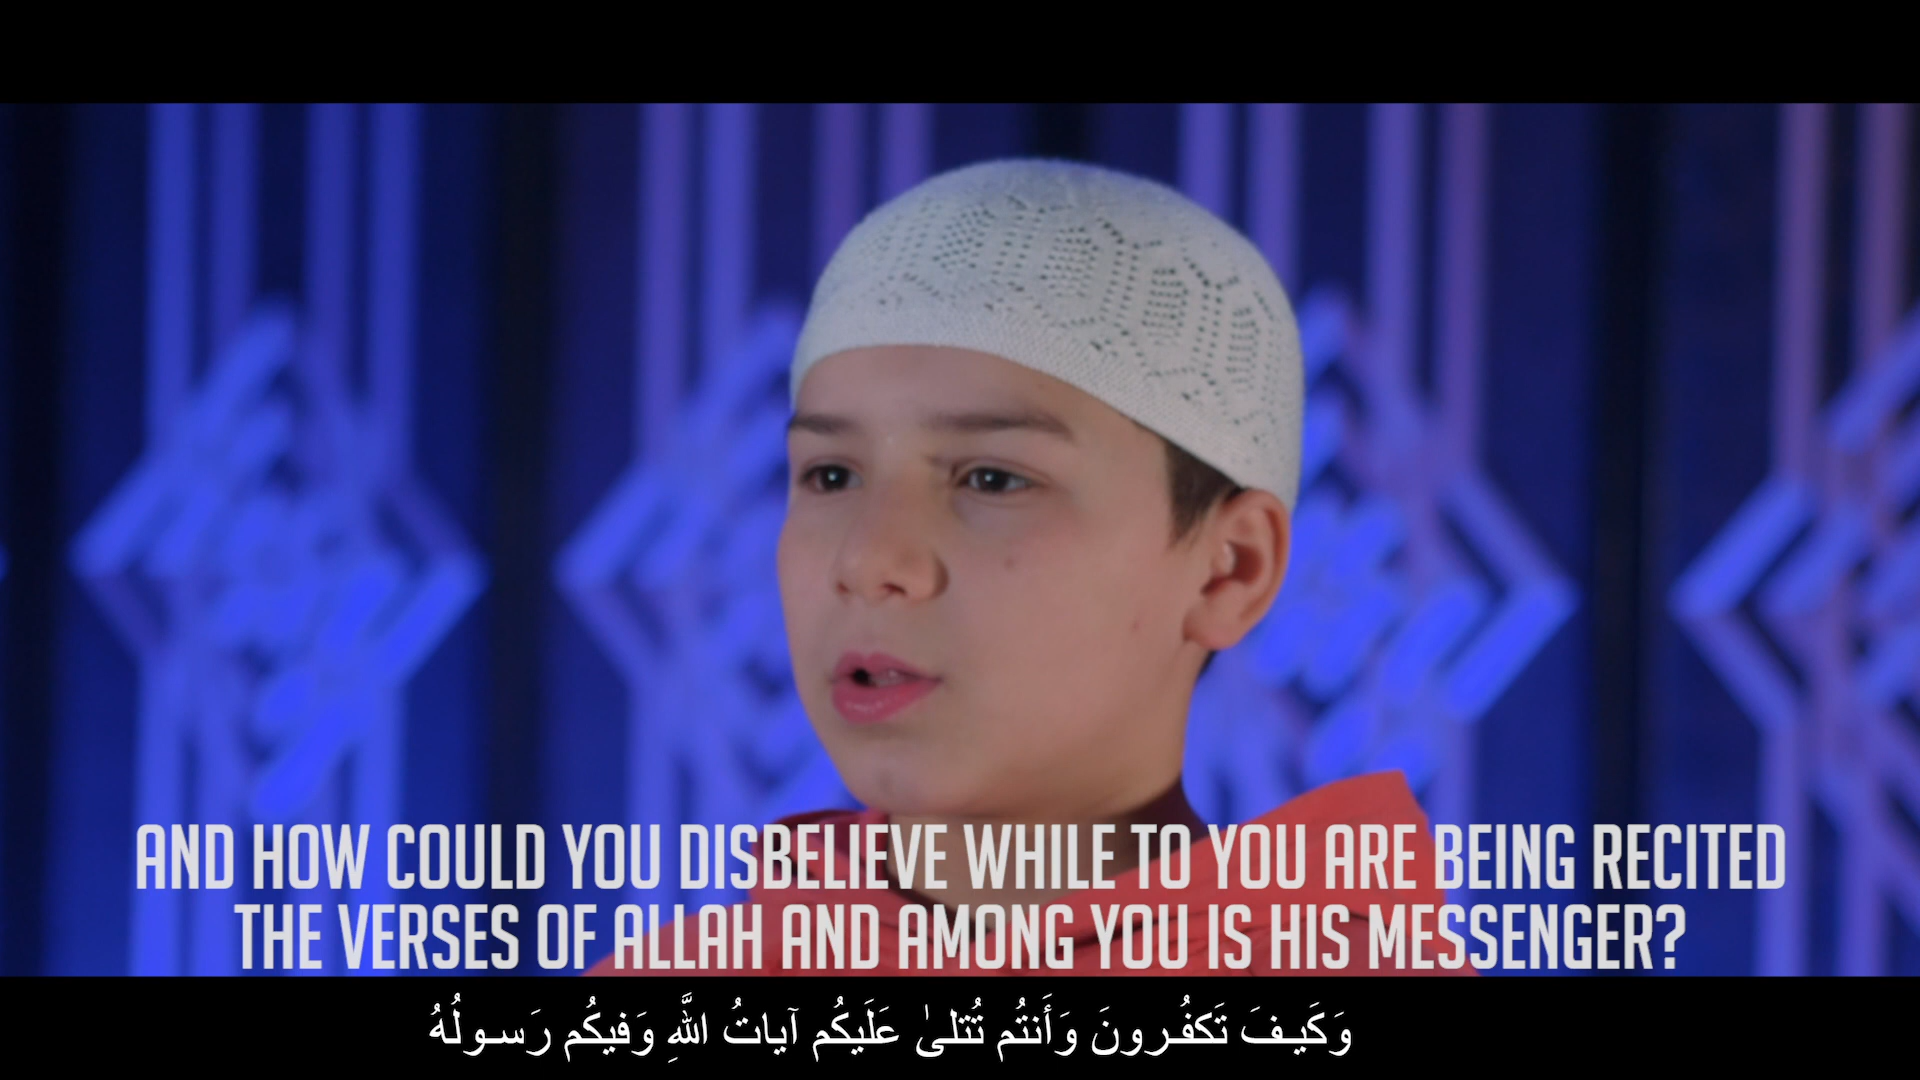 AND HOW COULD YOU DISBELIEVE WHILE TO YOU ARE BEING RECITED
THE VERSES OF ALLAH AND AMONG YOU IS HIS MESSENGER?
وَكَيفَ تَكفُرونَ وَأَنتُم تُتلىٰ عَلَيكُم آياتُ اللَّهِ وَفيكُم رَسولُهُ